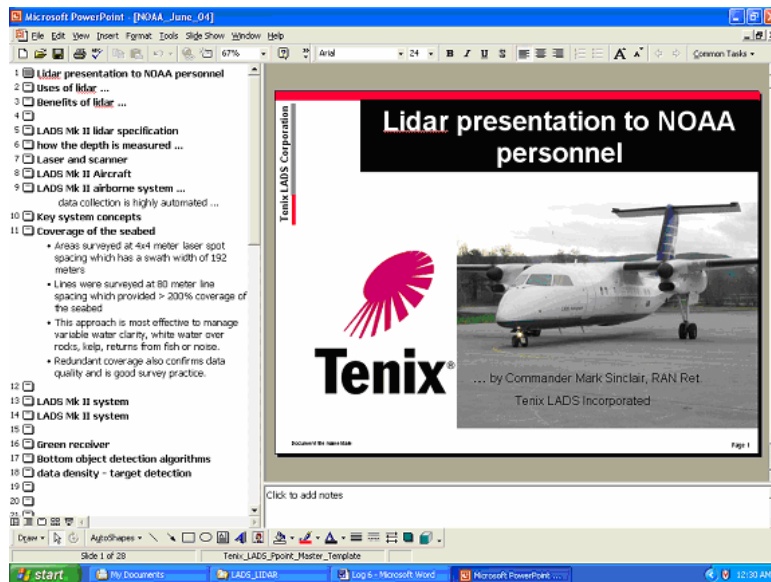 Microsoft PowerPoint - [NOAA_June_04]
File Edit View Insert Format Tools Slide Show Window Help
67% Arial 24 B I U S Common Tasks
1 Lidar presentation to NOAA personnel
2 Uses of lidar ...
3 Benefits of lidar ...
4
5 LADS Mk II lidar specification
6 how the depth is measured ...
7 Laser and scanner
8 LADS Mk II Aircraft
9 LADS Mk II airborne system ...
data collection is highly automated ...
10 Key system concepts
11 Coverage of the seabed
• Areas surveyed at 4x4 meter laser spot
spacing which has a swath width of 192
meters
• Lines were surveyed at 80 meter line
spacing which provided > 200% coverage of
the seabed
• This approach is most effective to manage
variable water clarity, white water over
rocks, kelp, returns from fish or noise.
• Redundant coverage also confirms data
quality and is good survey practice.
12
13 LADS Mk II system
14 LADS Mk II system
15
16 Green receiver
17 Bottom object detection algorithms
18 data density - target detection
19
20
Tenix LADS Corporation
Lidar presentation to NOAA
personnel
Tenix®
... by Commander Mark Sinclair, RAN Ret.
Tenix LADS Incorporated
Page 1
Click to add notes
Draw AutoShapes
Slide 1 of 28 Tenix_LADS_Ppoint_Master_Template
start My Documents LADS_LIDAR Log 6 - Microsoft Word Microsoft PowerPoint ... 12:30 AM